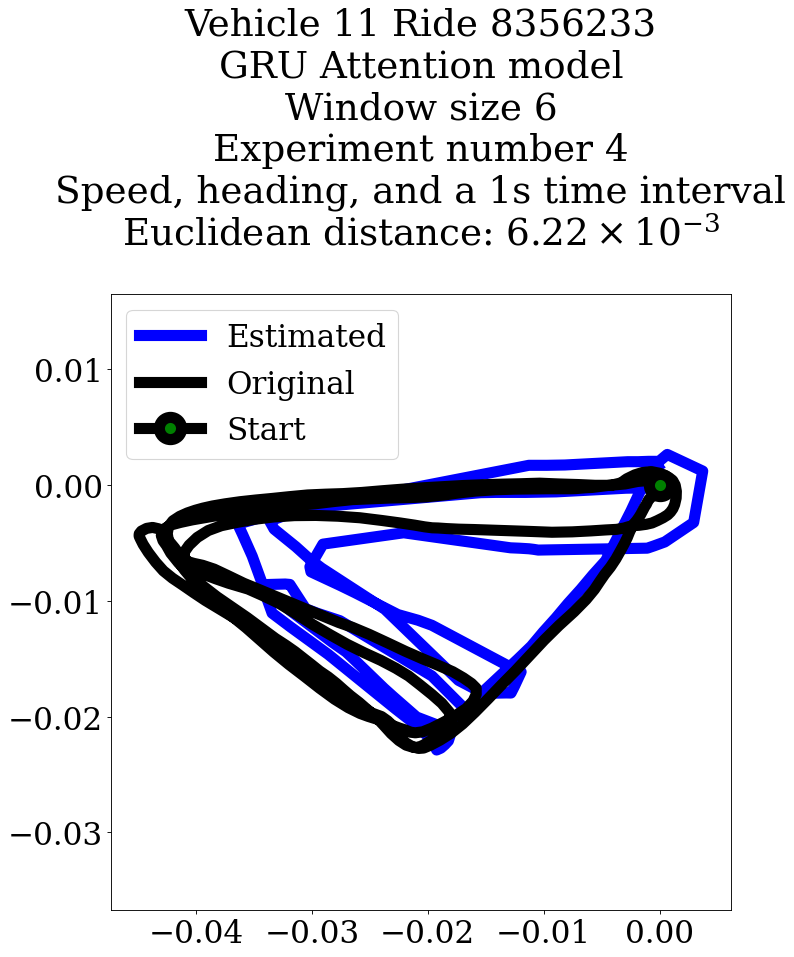 Vehicle 11 Ride 8356233
GRU Attention model
Window size 6
Experiment number 4
Speed, heading, and a 1s time interval
Euclidean distance: 6.22 × 10⁻³
Estimated
Original
Start
0.01
0.00
−0.01
−0.02
−0.03
−0.04 −0.03 −0.02 −0.01 0.00